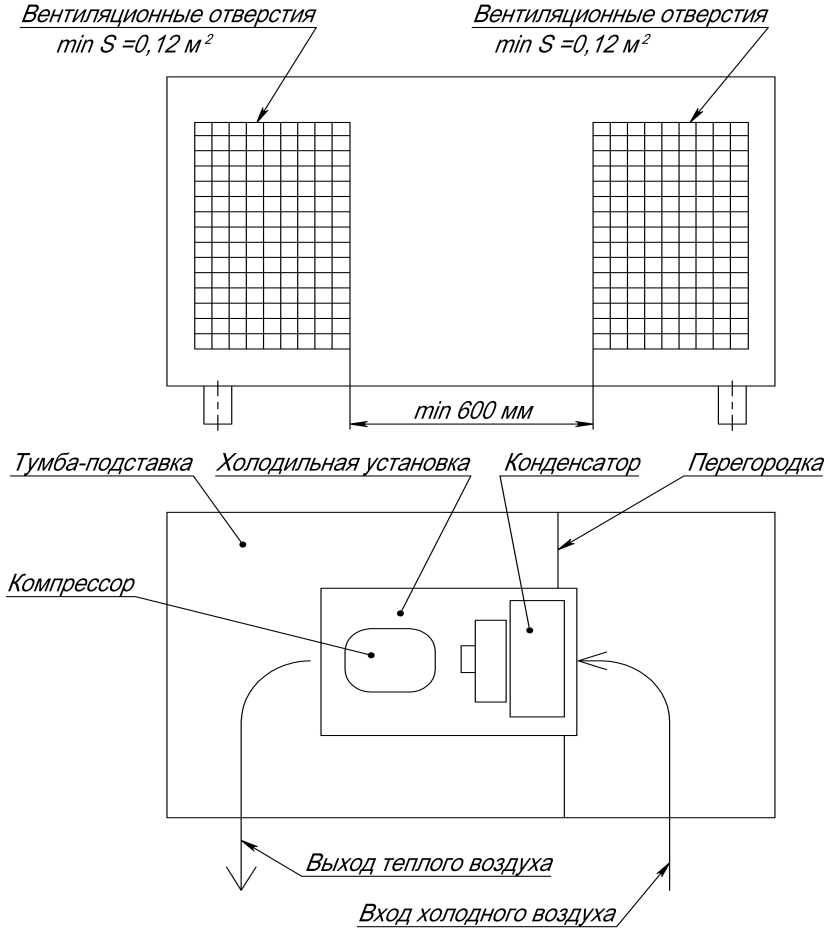 Вентиляционные отверстия
min S =0,12 м²
Вентиляционные отверстия
min S =0,12 м²
min 600 мм
Тумба-подставка
Холодильная установка
Конденсатор
Перегородка
Компрессор
Выход теплого воздуха
Вход холодного воздуха